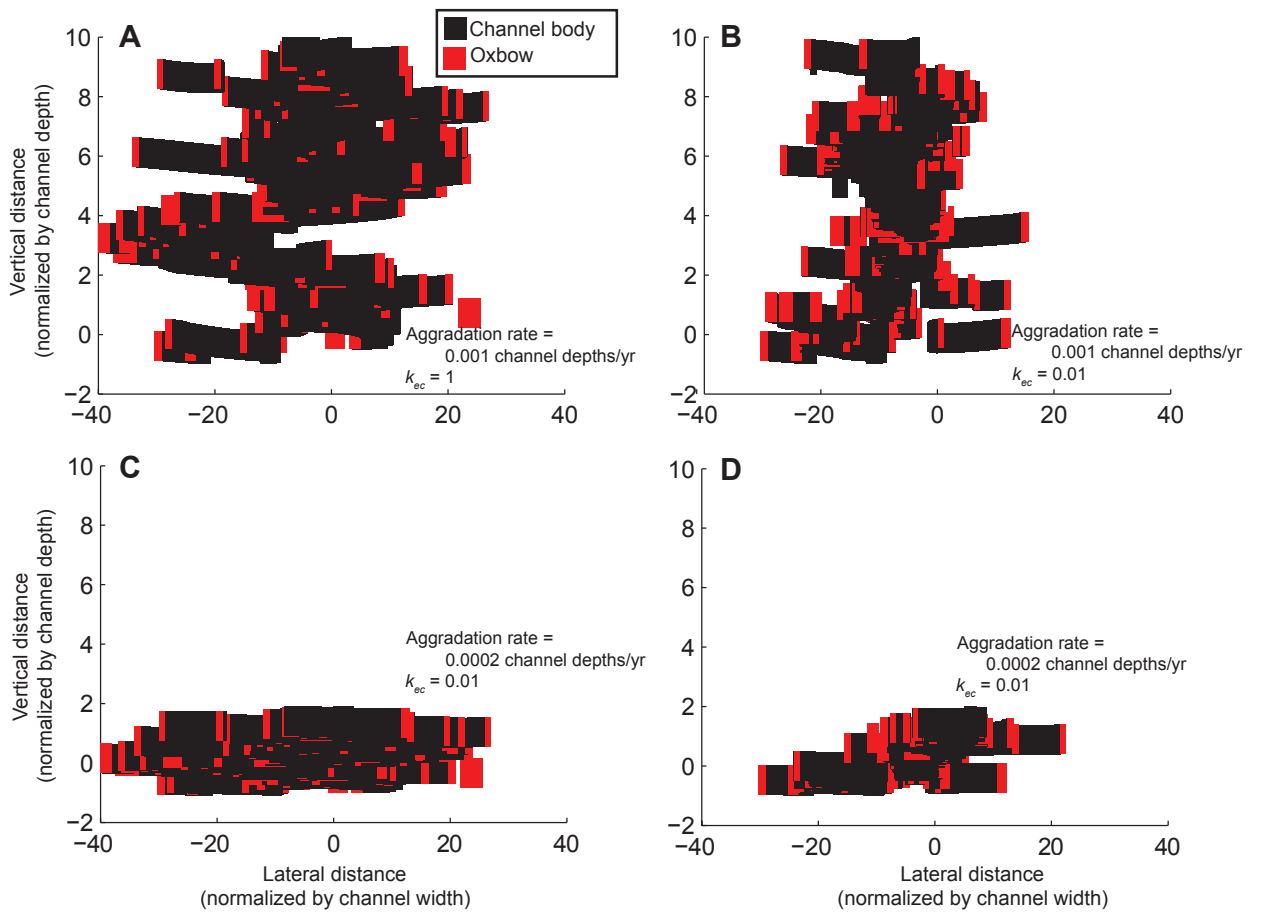 A
Channel body
Oxbow
10
8
6
4
2
0
−2
−40
−20
0
20
40
Vertical distance
(normalized by channel depth)
Aggradation rate =
0.001 channel depths/yr
kec = 1
B
10
8
6
4
2
0
−2
−40
−20
0
20
40
Aggradation rate =
0.001 channel depths/yr
kec = 0.01
C
10
8
6
4
2
0
−2
−40
−20
0
20
40
Vertical distance
(normalized by channel depth)
Aggradation rate =
0.0002 channel depths/yr
kec = 0.01
Lateral distance
(normalized by channel width)
D
10
8
6
4
2
0
−2
−40
−20
0
20
40
Aggradation rate =
0.0002 channel depths/yr
kec = 0.01
Lateral distance
(normalized by channel width)